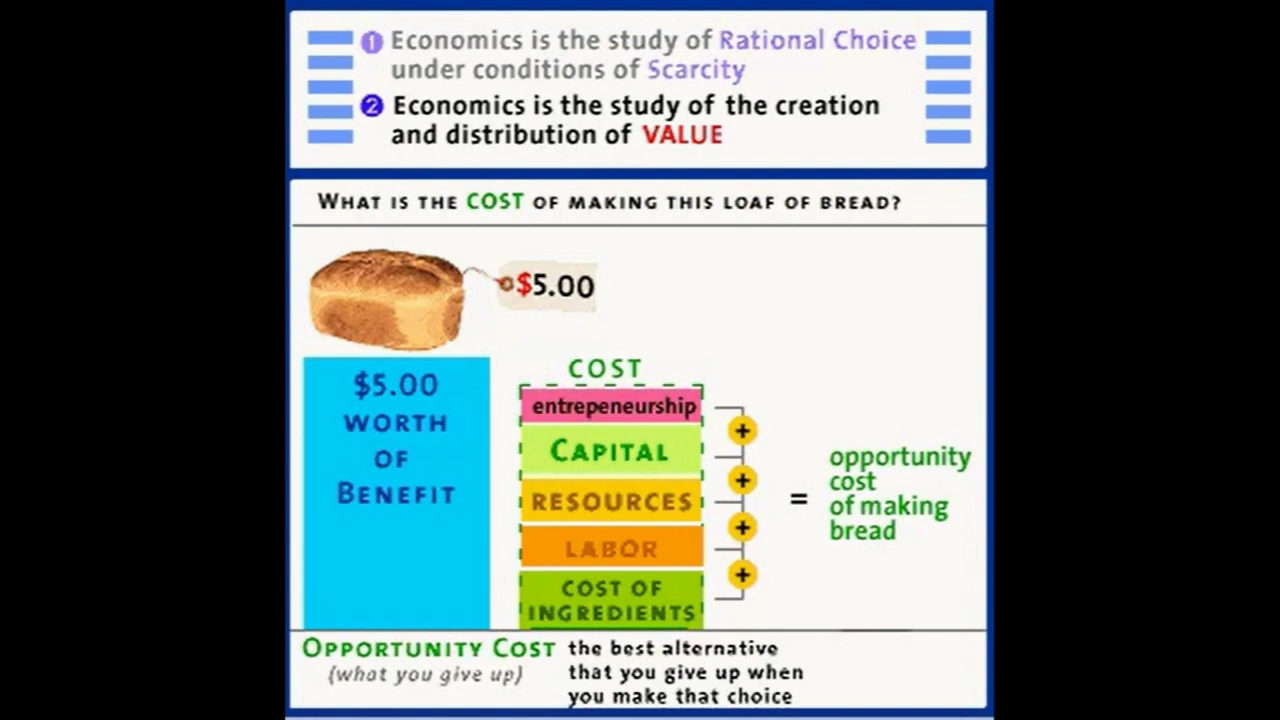 1 Economics is the study of Rational Choice
under conditions of Scarcity
2 Economics is the study of the creation
and distribution of VALUE
WHAT IS THE COST OF MAKING THIS LOAF OF BREAD?
$5.00
$5.00
WORTH
OF
BENEFIT
COST
entrepeneurship
CAPITAL
RESOURCES
LABOR
COST OF
INGREDIENTS
+
+
+
+
=
opportunity
cost
of making
bread
OPPORTUNITY COST
(what you give up)
the best alternative
that you give up when
you make that choice